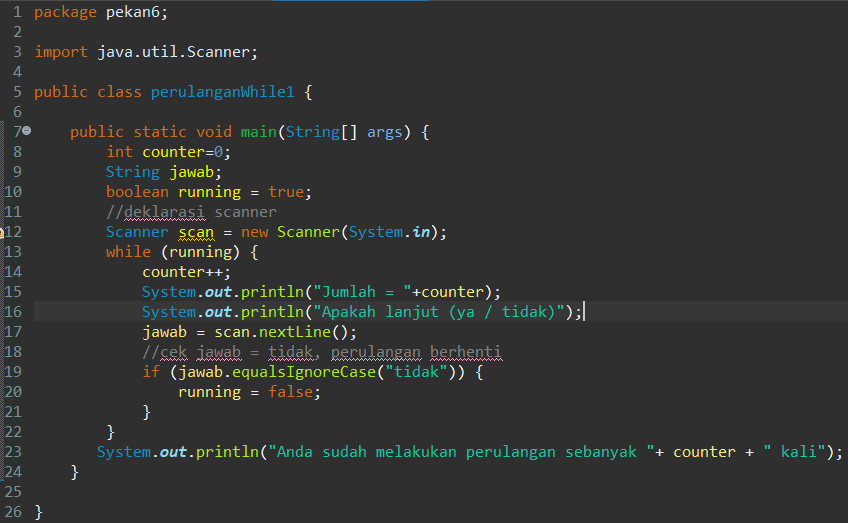 1 package pekan6;
2
3 import java.util.Scanner;
4
5 public class perulanganWhile1 {
6
7 public static void main(String[] args) {
8 int counter=0;
9 String jawab;
10 boolean running = true;
11 //deklarasi scanner
12 Scanner scan = new Scanner(System.in);
13 while (running) {
14 counter++;
15 System.out.println("Jumlah = "+counter);
16 System.out.println("Apakah lanjut (ya / tidak)");
17 jawab = scan.nextLine();
18 //cek jawab = tidak, perulangan berhenti
19 if (jawab.equalsIgnoreCase("tidak")) {
20 running = false;
21 }
22 }
23 System.out.println("Anda sudah melakukan perulangan sebanyak "+ counter + " kali");
24 }
25
26 }